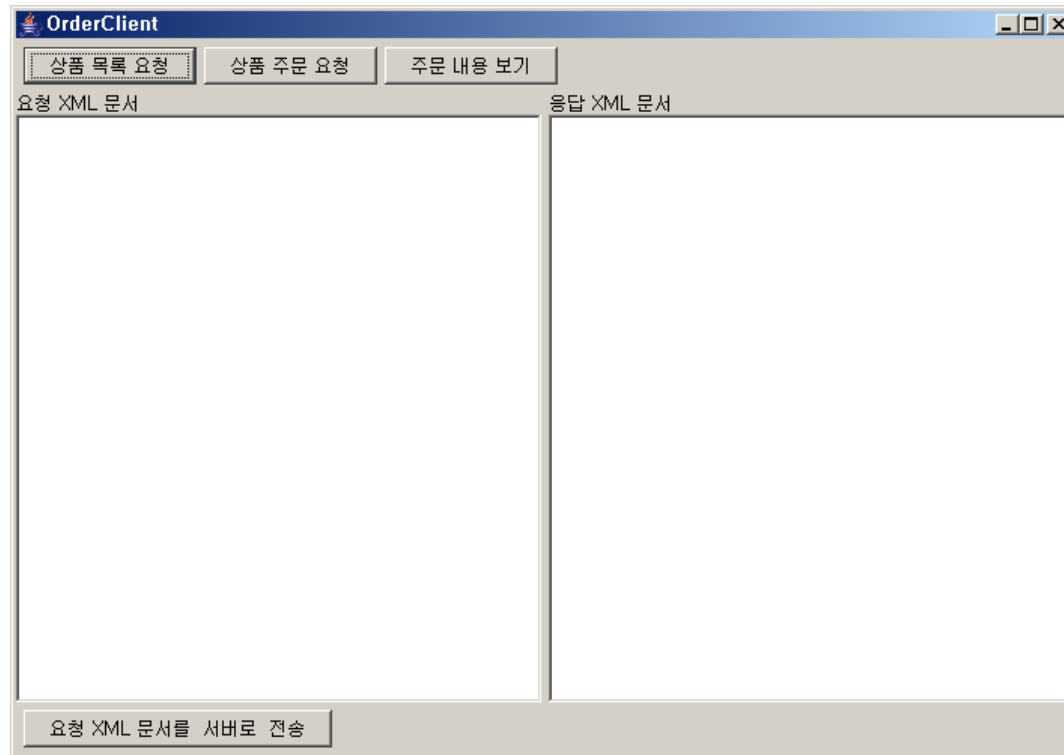 OrderClient
상품 목록 요청 상품 주문 요청 주문 내용 보기
요청 XML 문서 응답 XML 문서
요청 XML 문서를 서버로 전송